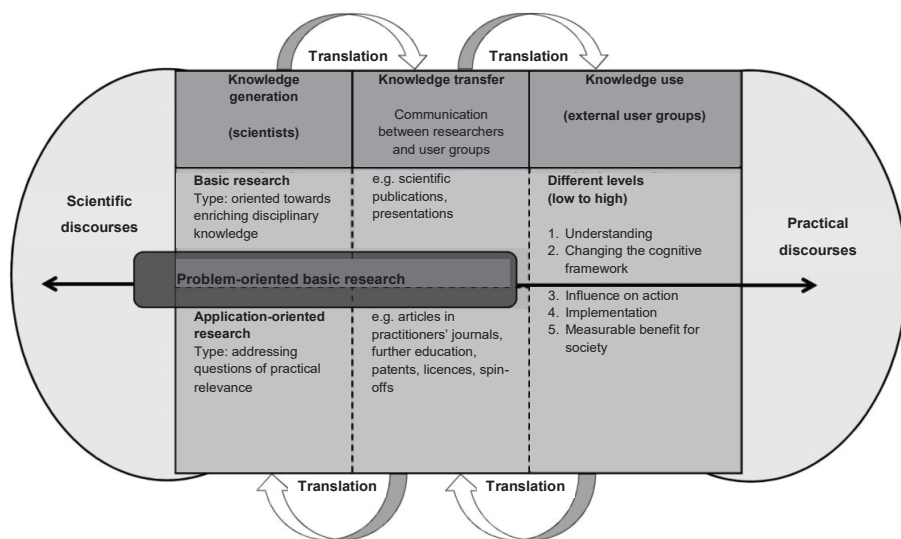 Translation
Translation
Knowledge
generation
(scientists)
Knowledge transfer
Communication
between researchers
and user groups
Knowledge use
(external user groups)
Scientific
discourses
Basic research
Type: oriented towards
enriching disciplinary
knowledge
e.g. scientific
publications,
presentations
Different levels
(low to high)
1. Understanding
2. Changing the cognitive
framework
Practical
discourses
Problem-oriented basic research
3. Influence on action
4. Implementation
5. Measurable benefit for
society
Application-oriented
research
Type: addressing
questions of practical
relevance
e.g. articles in
practitioners' journals,
further education,
patents, licences, spin-
offs
Translation
Translation